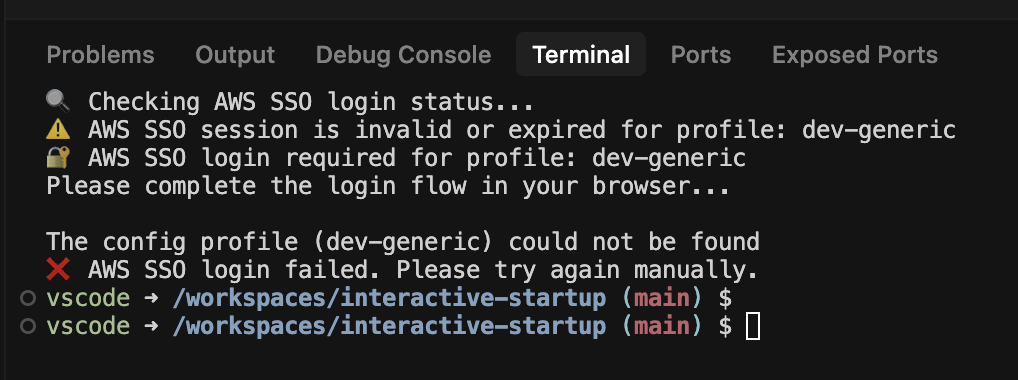 Problems Output Debug Console Terminal Ports Exposed Ports
🔍 Checking AWS SSO login status...
⚠️ AWS SSO session is invalid or expired for profile: dev-generic
🔐 AWS SSO login required for profile: dev-generic
Please complete the login flow in your browser...
The config profile (dev-generic) could not be found
❌ AWS SSO login failed. Please try again manually.
vscode ➜ /workspaces/interactive-startup (main) $
vscode ➜ /workspaces/interactive-startup (main) $